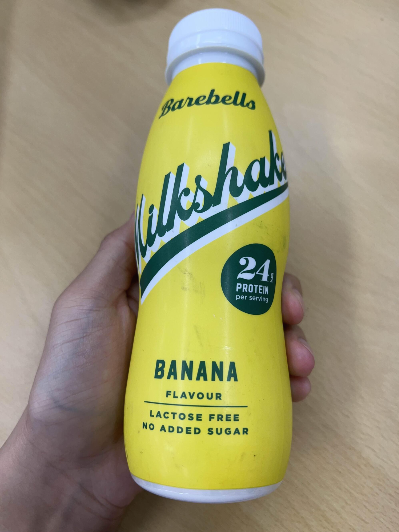 Barebells
Milkshake
24g
PROTEIN
per serving
BANANA
FLAVOUR
LACTOSE FREE
NO ADDED SUGAR